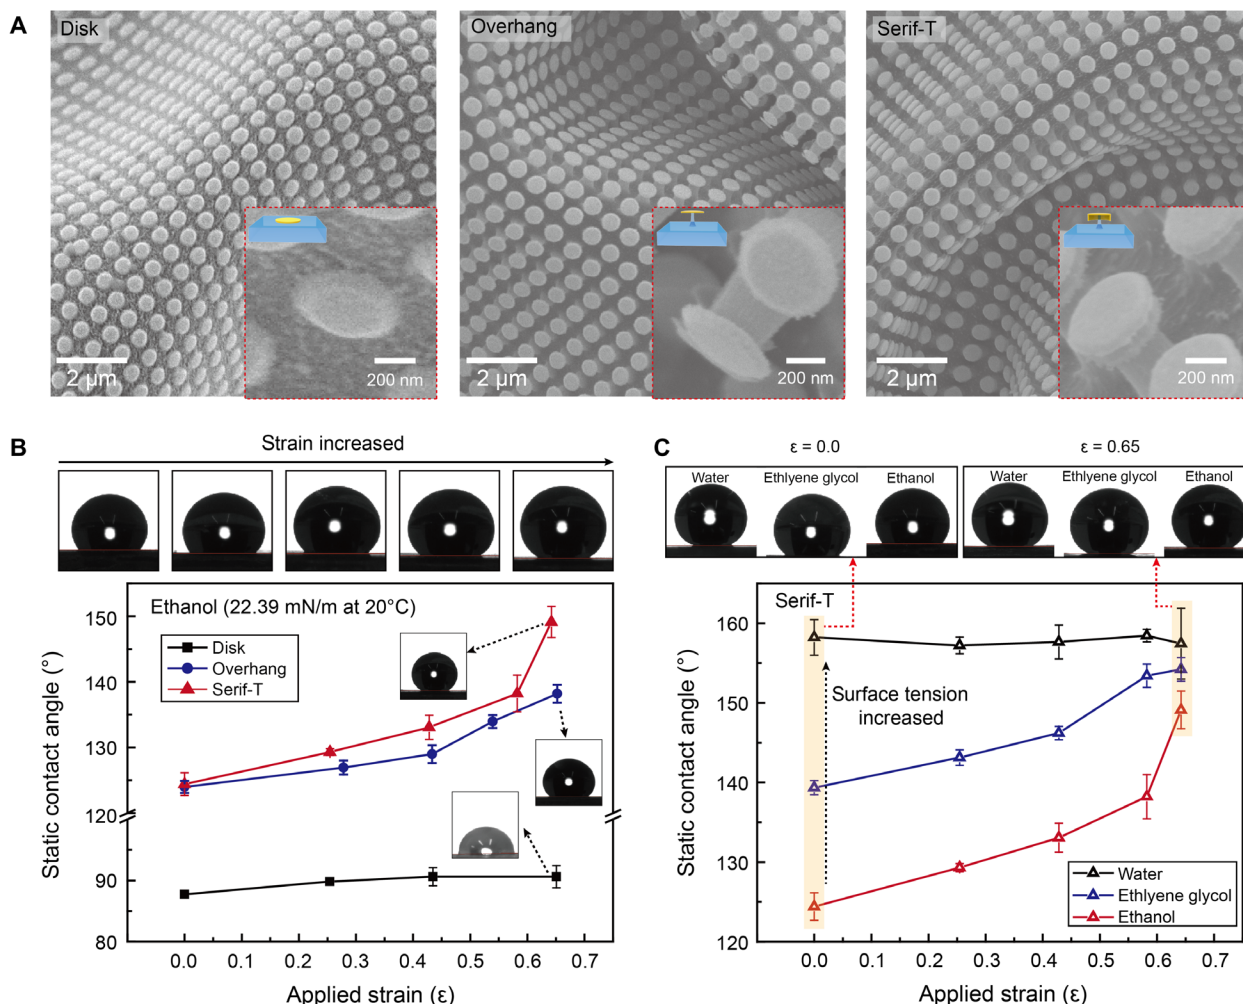 A
Disk
Overhang
Serif-T
2 µm
200 nm
2 µm
200 nm
2 µm
200 nm
B
Strain increased
Ethanol (22.39 mN/m at 20°C)
Disk
Overhang
Serif-T
Static contact angle (°)
150
140
130
120
90
80
0.0 0.1 0.2 0.3 0.4 0.5 0.6 0.7
Applied strain (ε)
C
ε = 0.0
ε = 0.65
Water
Ethlyene glycol
Ethanol
Water
Ethlyene glycol
Ethanol
Serif-T
Surface tension
increased
Water
Ethlyene glycol
Ethanol
Static contact angle (°)
160
150
140
130
120
0.0 0.1 0.2 0.3 0.4 0.5 0.6 0.7
Applied strain (ε)